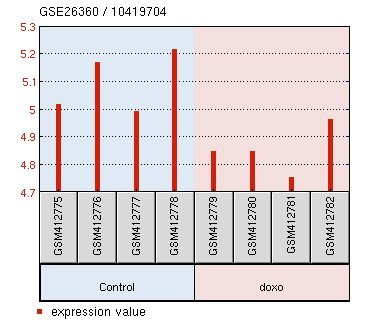 GSE26360 / 10419704
5.3
5.2
5.1
5
4.9
4.8
4.7
GSM412775
GSM412776
GSM412777
GSM412778
GSM412779
GSM412780
GSM412781
GSM412782
Control
doxo
expression value